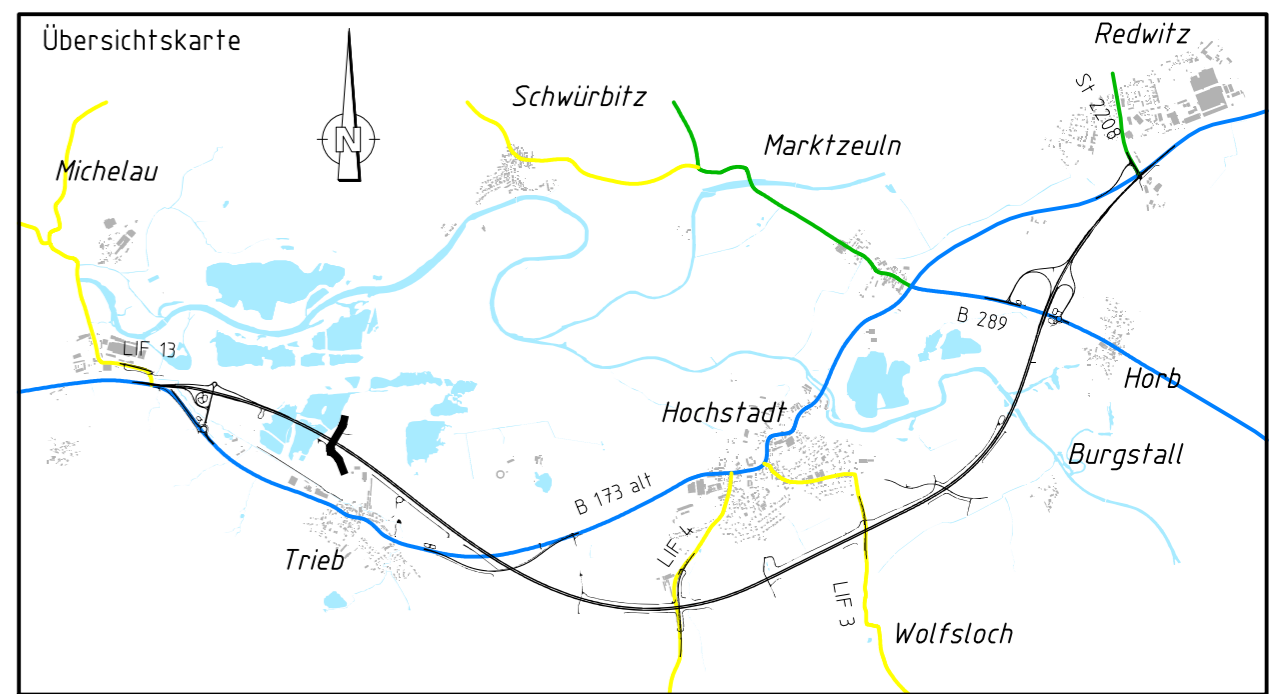 Übersichtskarte
Redwitz
Schwürbitz
St 2208
Marktzeuln
Michelau
N
B 289
LIF 13
Horb
Hochstadt
Burgstall
B 173 alt
Trieb
LIF 4
LIF 3
Wolfsloch